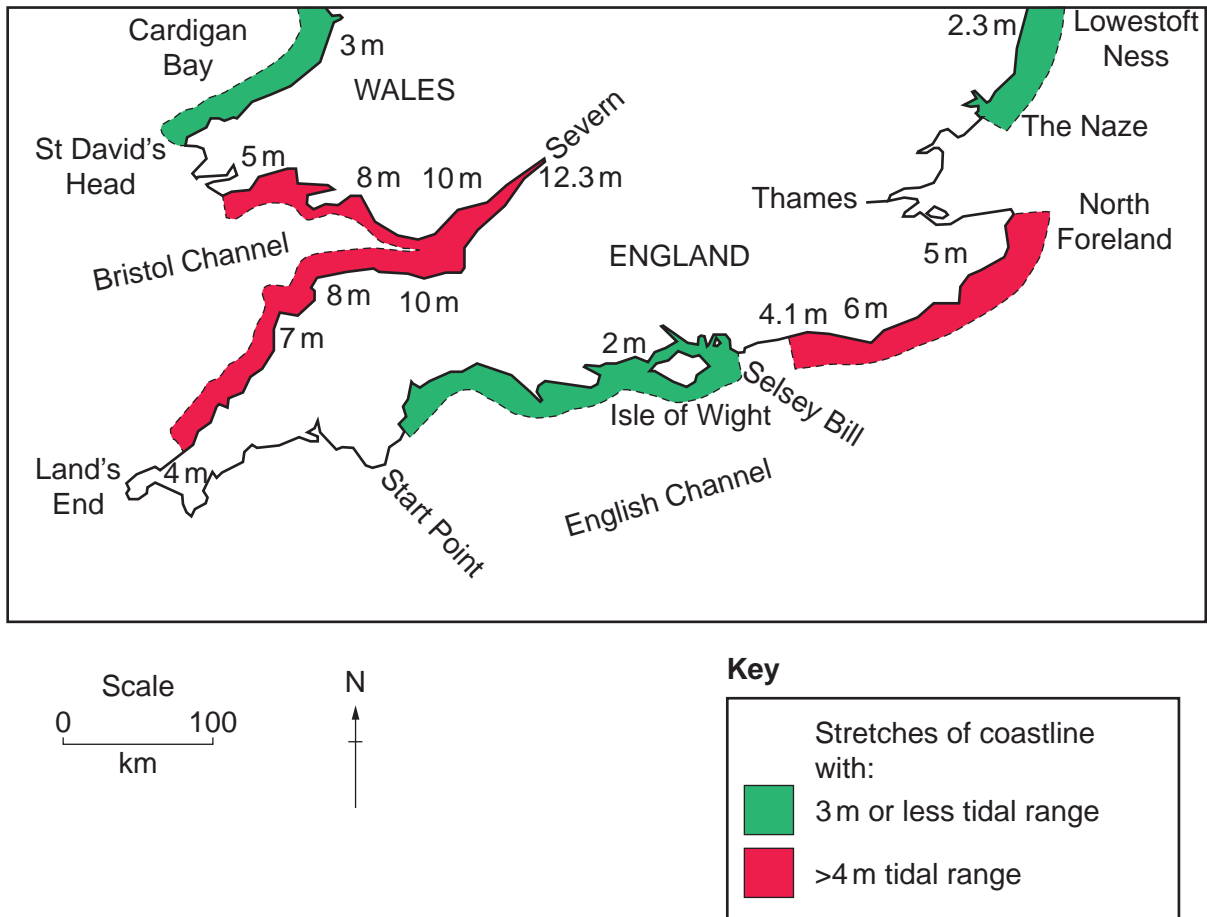 Cardigan
Bay
3 m
WALES
2.3 m
Lowestoft
Ness
The Naze
St David's
Head
5 m
8 m
10 m
Severn
12.3 m
Thames
North
Foreland
Bristol Channel
ENGLAND
5 m
8 m
10 m
7 m
4.1 m
6 m
2 m
Isle of Wight
Selsey Bill
Land's
End
4 m
Start Point
English Channel
Scale
0 100
km
N
Key
Stretches of coastline
with:
3 m or less tidal range
>4 m tidal range